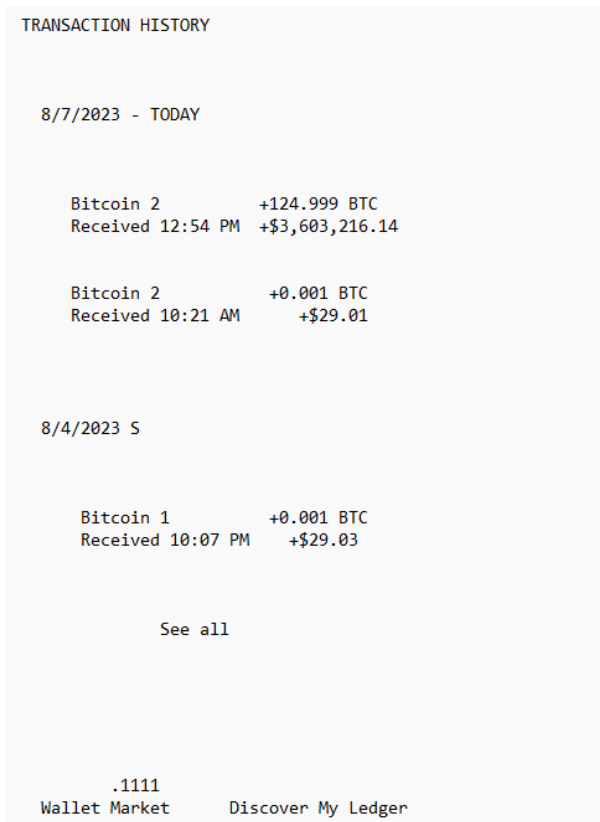 TRANSACTION HISTORY
8/7/2023 - TODAY
Bitcoin 2 +124.999 BTC
Received 12:54 PM +$3,603,216.14
Bitcoin 2 +0.001 BTC
Received 10:21 AM +$29.01
8/4/2023 S
Bitcoin 1 +0.001 BTC
Received 10:07 PM +$29.03
See all
.1111
Wallet Market Discover My Ledger